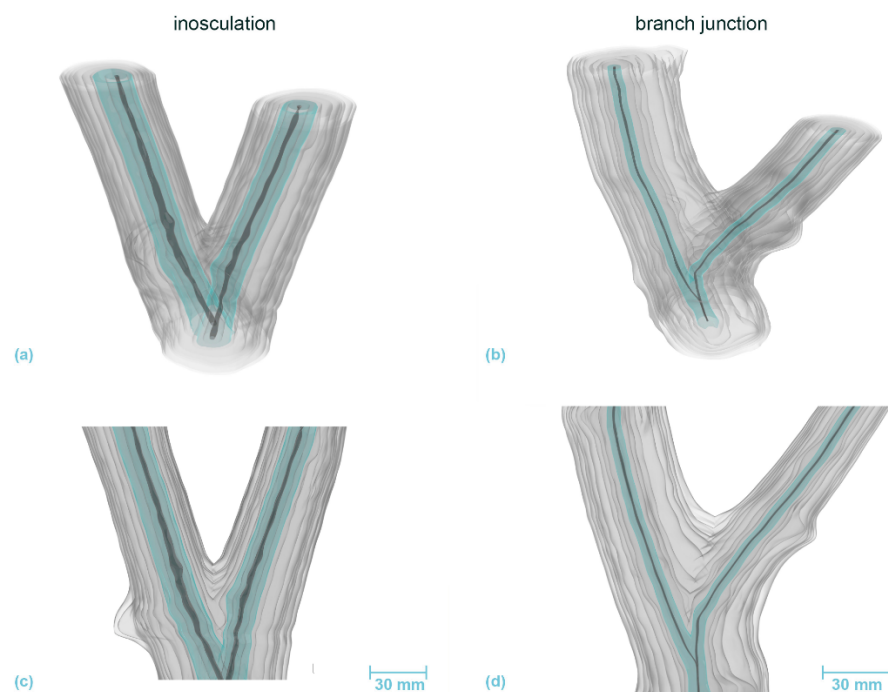 inosculation
branch junction
(a)
(b)
(c)
30 mm
(d)
30 mm